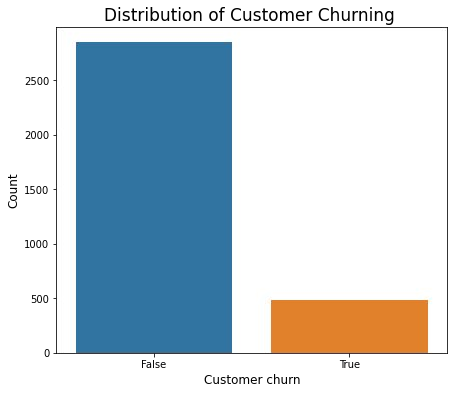 Distribution of Customer Churning
Count
2500
2000
1500
1000
500
0
False
True
Customer churn